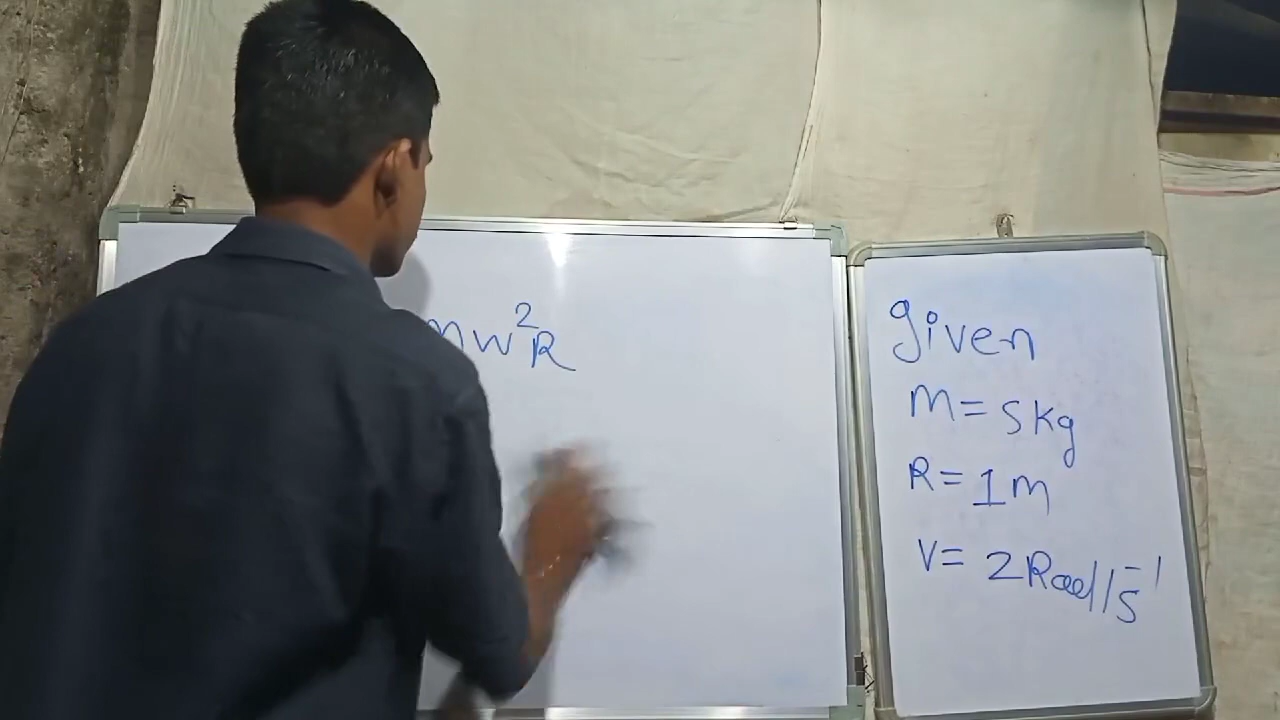 mw²R
given
M= 5kg
R= 1m
V= 2Rad//s⁻¹